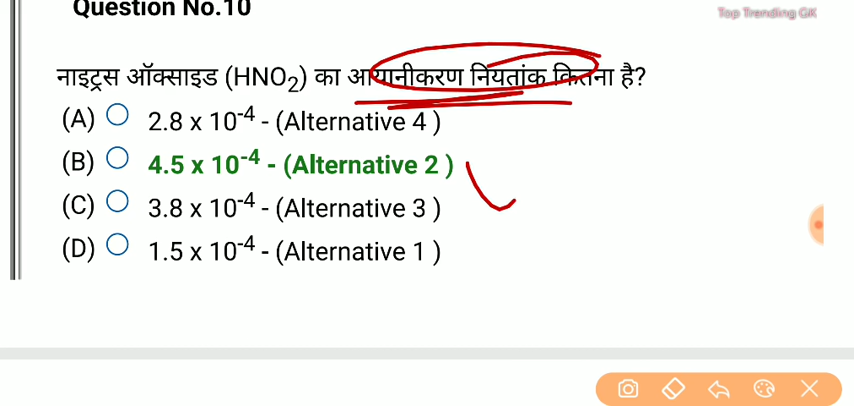 Question No.10
Top Trending GK
नाइट्रस ऑक्साइड (HNO2) का आयानीकरण नियतांक कितना है?
(A) 2.8 x 10-4 - (Alternative 4 )
(B) 4.5 x 10-4 - (Alternative 2 )
(C) 3.8 x 10-4 - (Alternative 3 )
(D) 1.5 x 10-4 - (Alternative 1 )